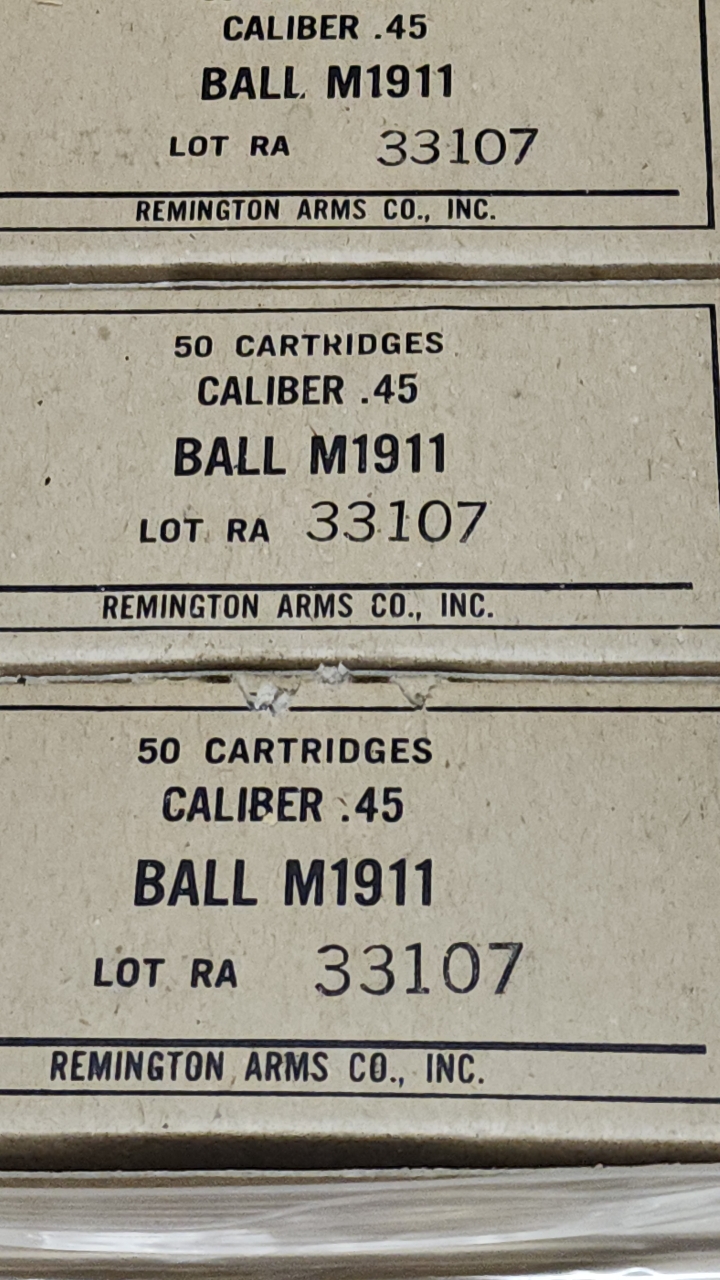 CALIBER .45
BALL M1911
LOT RA 33107
REMINGTON ARMS CO., INC.
50 CARTRIDGES
CALIBER .45
BALL M1911
LOT RA 33107
REMINGTON ARMS CO., INC.
50 CARTRIDGES
CALIBER .45
BALL M1911
LOT RA 33107
REMINGTON ARMS CO., INC.